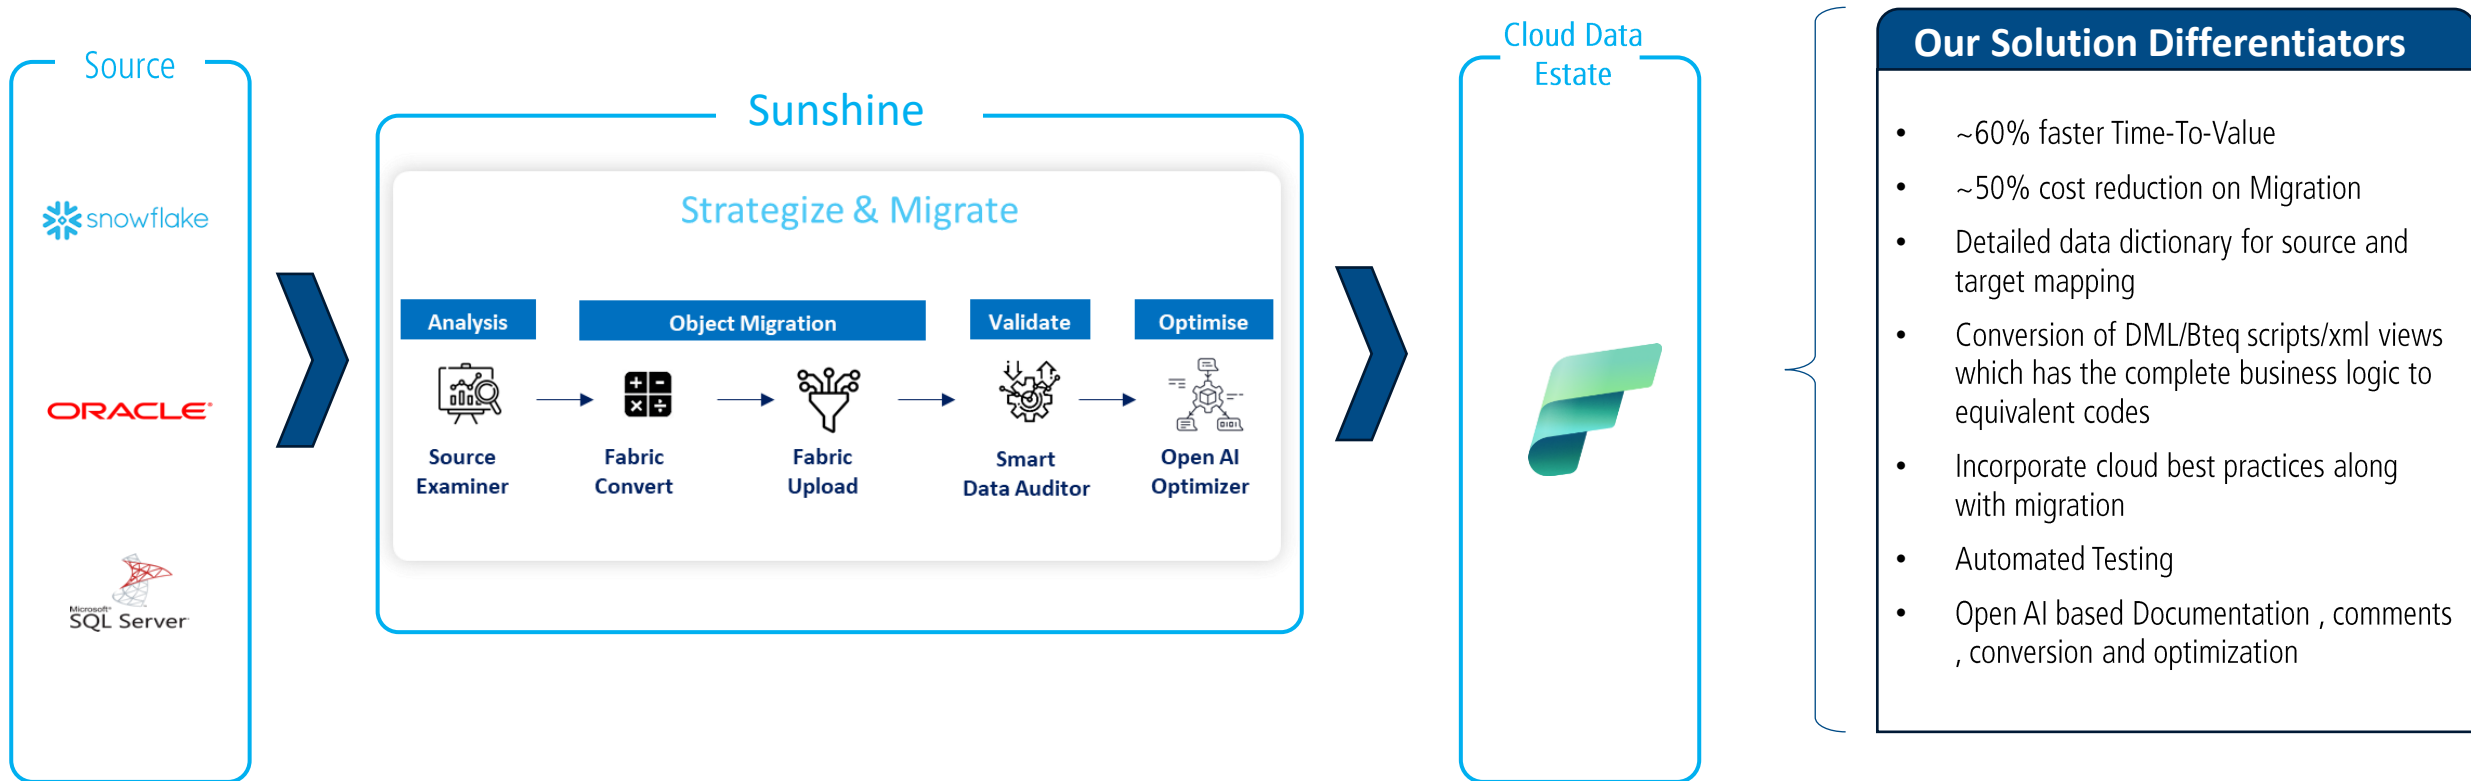 Source
snowflake
ORACLE
Microsoft
SQL Server
Sunshine
Strategize & Migrate
Analysis
Object Migration
Validate
Optimise
Source
Examiner
Fabric
Convert
Fabric
Upload
Smart
Data Auditor
Open AI
Optimizer
Cloud Data
Estate
Our Solution Differentiators
• ~60% faster Time-To-Value
• ~50% cost reduction on Migration
• Detailed data dictionary for source and
target mapping
• Conversion of DML/Bteq scripts/xml views
which has the complete business logic to
equivalent codes
• Incorporate cloud best practices along
with migration
• Automated Testing
• Open AI based Documentation , comments
, conversion and optimization